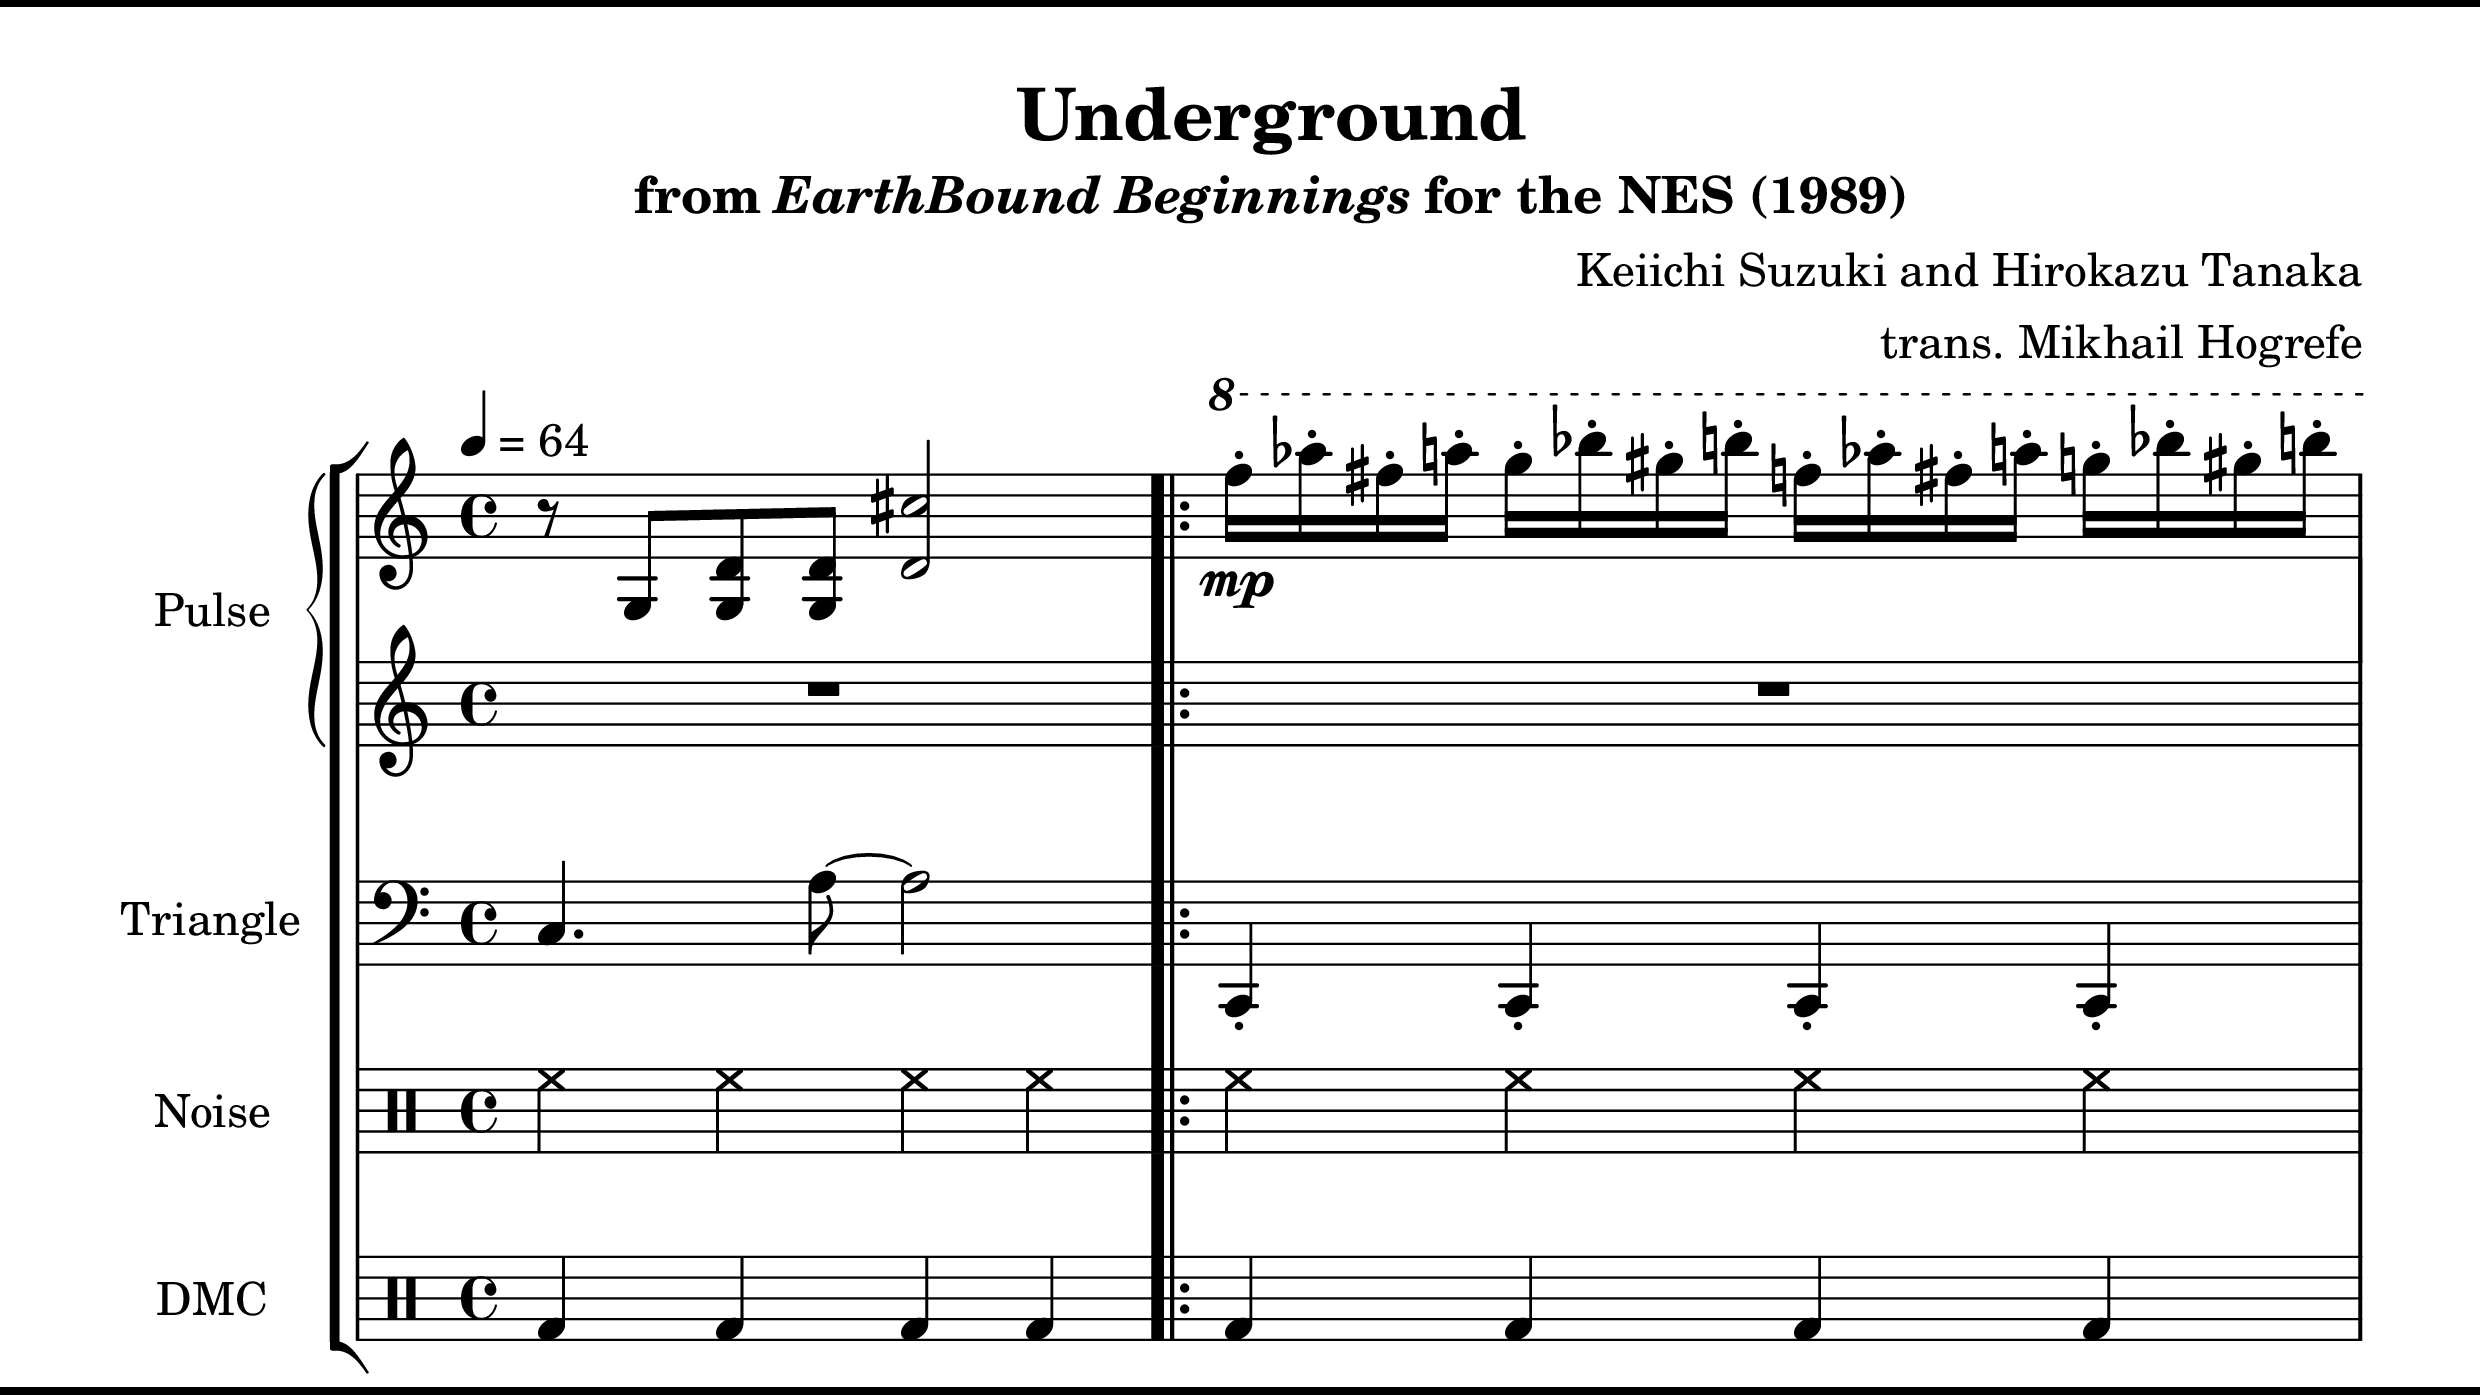 Underground
from EarthBound Beginnings for the NES (1989)
Keiichi Suzuki and Hirokazu Tanaka
trans. Mikhail Hogrefe
8
= 64
Pulse
mp
Triangle
Noise
DMC